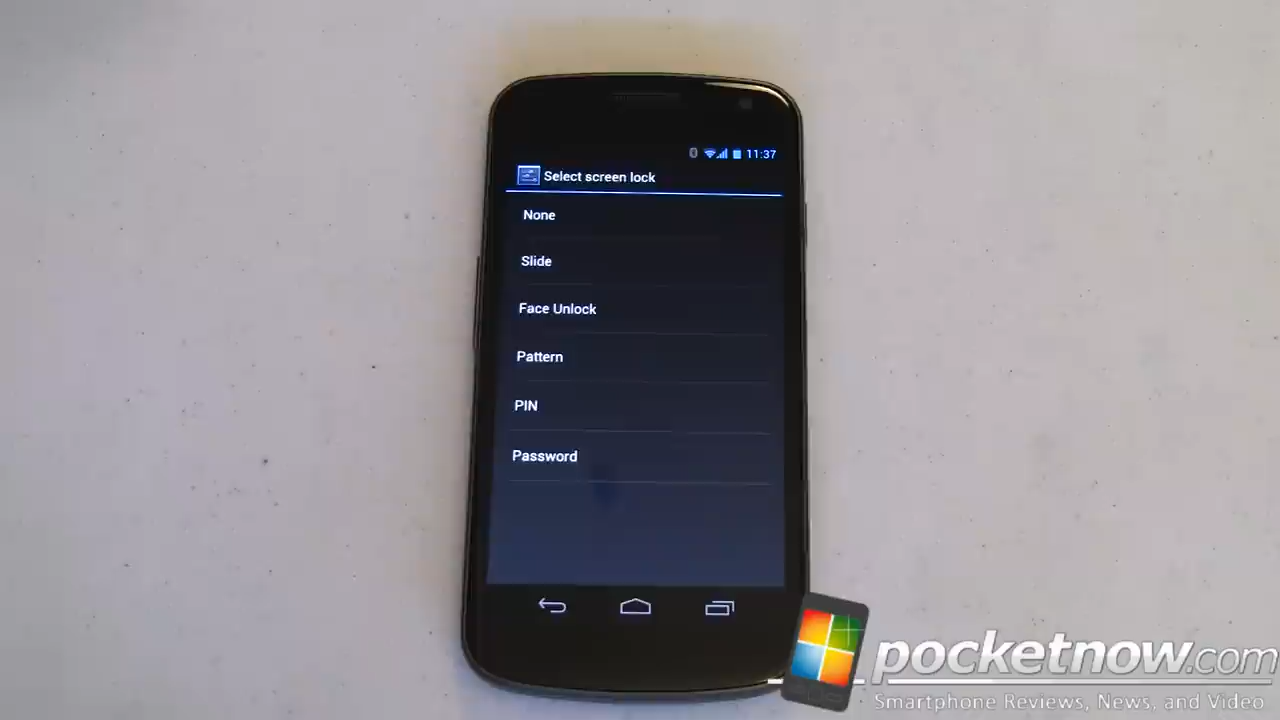 11:37
Select screen lock
None
Slide
Face Unlock
Pattern
PIN
Password
pocketnow.com
Smartphone Reviews, News, and Video